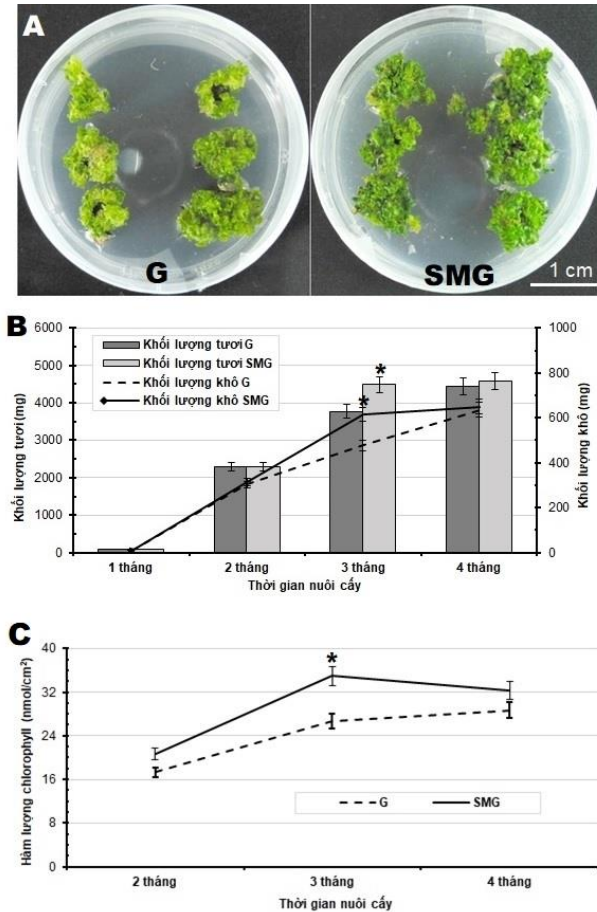 A
G
SMG
1 cm
B
6000
5000
4000
3000
2000
1000
0
Khối lượng tươi (mg)
Khối lượng tươi G
Khối lượng tươi SMG
Khối lượng khô G
Khối lượng khô SMG
*
*
1000
800
600
400
200
0
Khối lượng khô (mg)
1 tháng
2 tháng
3 tháng
4 tháng
Thời gian nuôi cấy
C
40
32
24
16
8
0
Hàm lượng chlorophyll (nmol/cm²)
*
G
SMG
2 tháng
3 tháng
4 tháng
Thời gian nuôi cấy